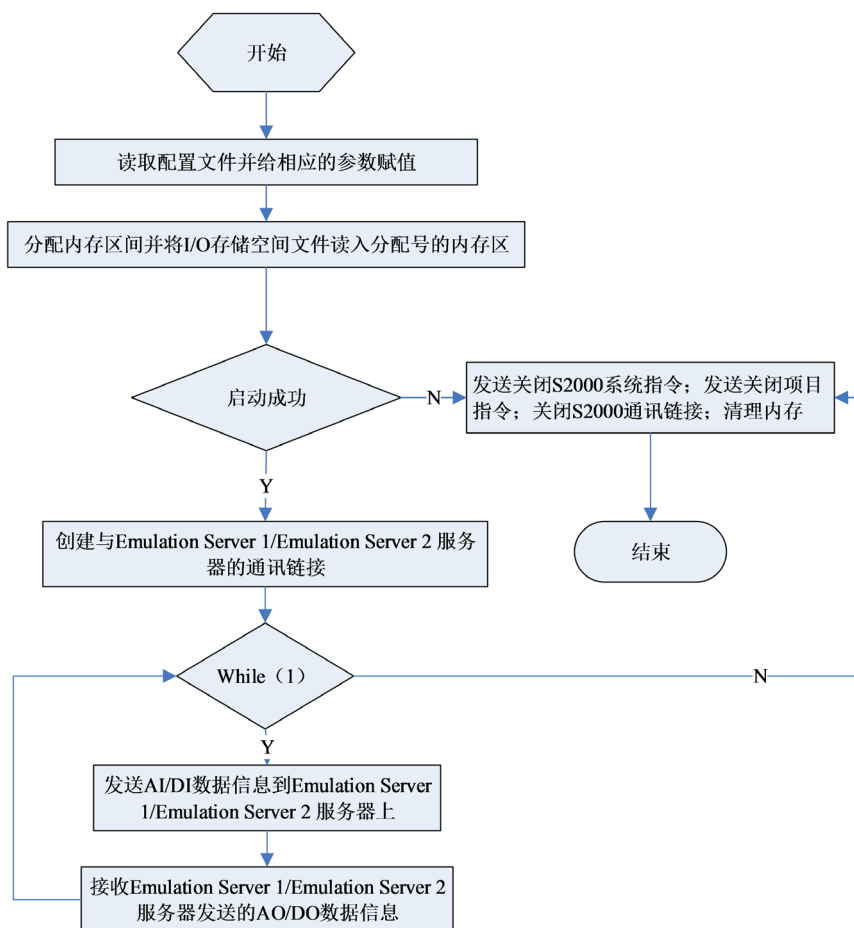 开始
读取配置文件并给相应的参数赋值
分配内存区间并将I/O存储空间文件读入分配号的内存区
启动成功
N
发送关闭S2000系统指令；发送关闭项目
指令；关闭S2000通讯链接；清理内存
Y
创建与Emulation Server 1/Emulation Server 2 服务
器的通讯链接
结束
While（1）
N
Y
发送AI/DI数据信息到Emulation Server
1/Emulation Server 2 服务器上
接收Emulation Server 1/Emulation Server 2
服务器发送的AO/DO数据信息